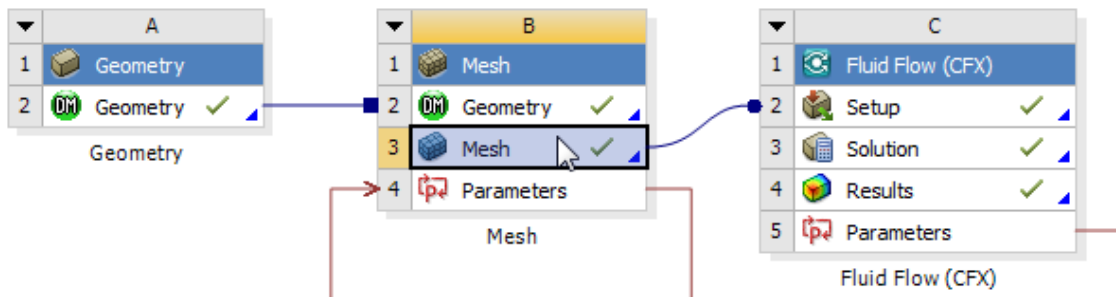 A
1 Geometry
2 DM Geometry
Geometry
B
1 Mesh
2 DM Geometry
3 Mesh
4 p Parameters
Mesh
C
1 Fluid Flow (CFX)
2 Setup
3 Solution
4 Results
5 p Parameters
Fluid Flow (CFX)